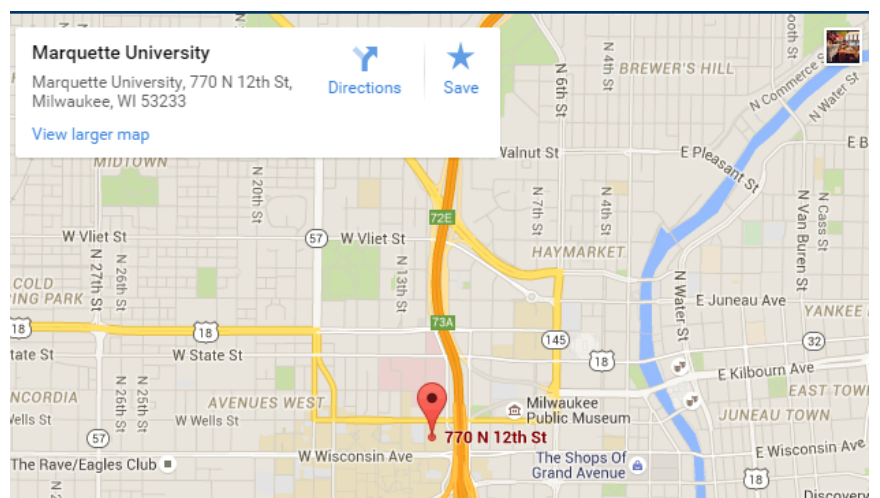 Marquette University
Marquette University, 770 N 12th St,
Milwaukee, WI 53233
Directions
Save
View larger map
N 4th St
N 6th St
BREWER'S HILL
ooth St
N Commerce S
N Water St
Walnut St
E Pleasant St
E B
MIDTOWN
N 20th St
N 7th St
N 4th St
N Cass St
N Van Buren St
72E
W Vliet St
57
W Vliet St
HAYMARKET
N 27th St
N 26th St
N 13th St
N Water St
COLD
PING PARK
E Juneau Ave
YANKEE
18
18
73A
145
32
tate St
W State St
18
E Kilbourn Ave
NCORDIA
N 26th St
N 26th St
AVENUES WEST
Milwaukee
Public Museum
EAST TOW
JUNEAU TOWN
Wells St
W Wells St
57
770 N 12th St
W Wisconsin Ave
E Wisconsin Ave
The Rave/Eagles Club
The Shops Of
Grand Avenue
18
Discovery